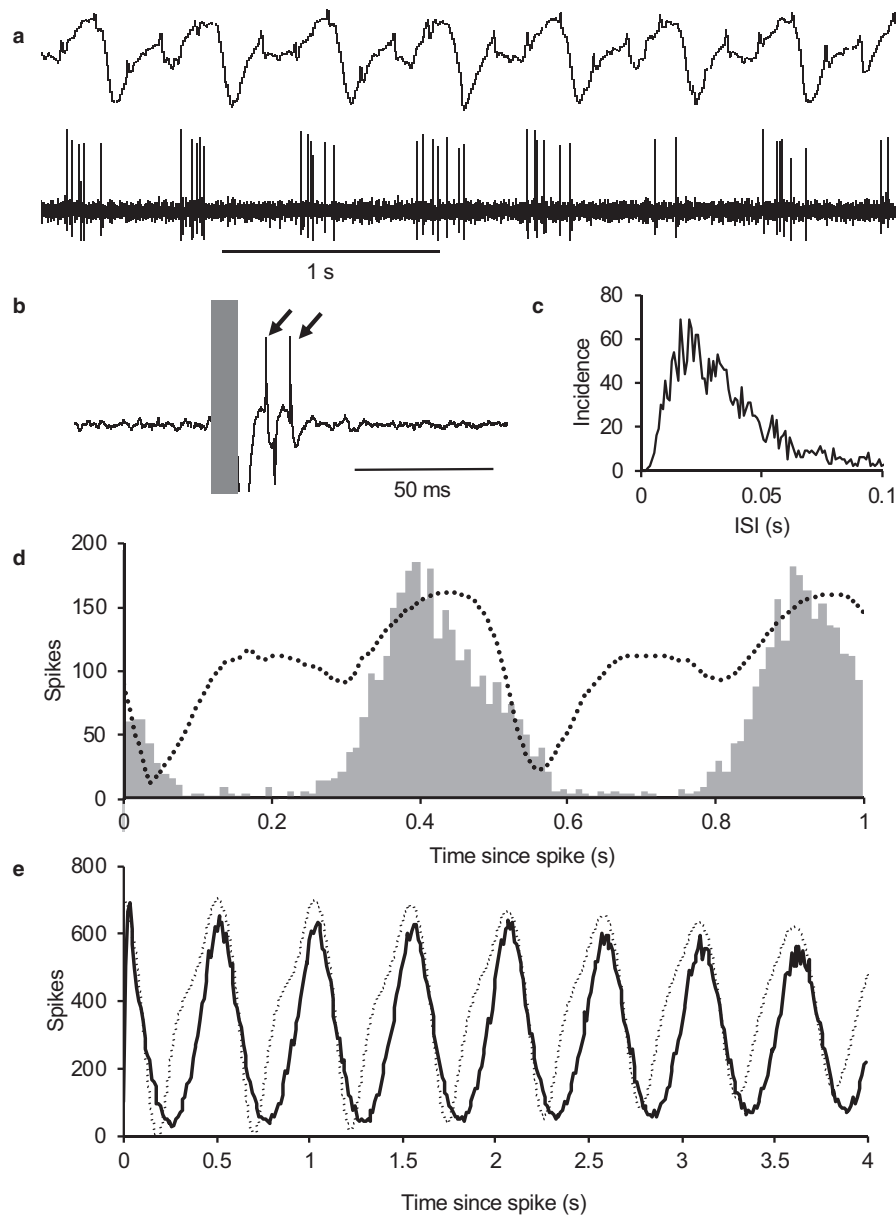 a
1 s
b
50 ms
c
Incidence
80
60
40
20
0
0 0.05 0.1
ISI (s)
d
Spikes
200
150
100
50
0
0 0.2 0.4 0.6 0.8 1
Time since spike (s)
e
Spikes
800
600
400
200
0
0 0.5 1 1.5 2 2.5 3 3.5 4
Time since spike (s)